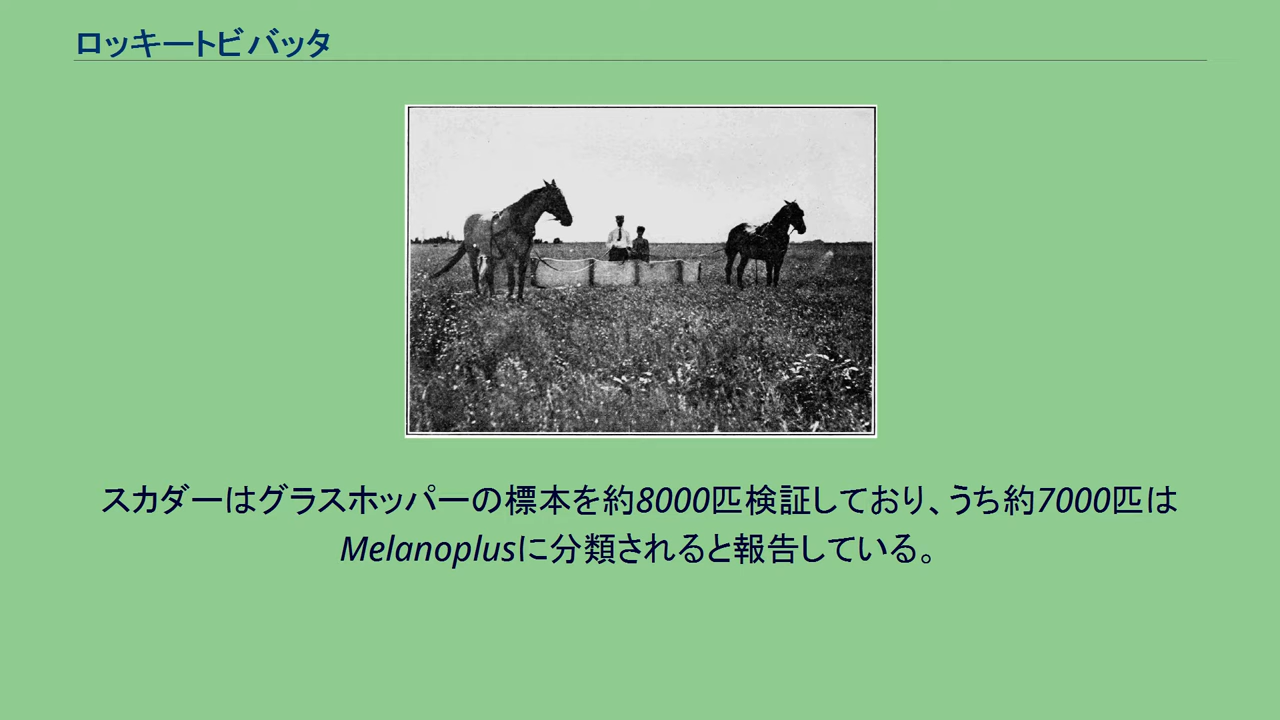 ロッキートビバッタ
スカダーはグラスホッパーの標本を約8000匹検証しており、うち約7000匹は
Melanoplusに分類されると報告している。